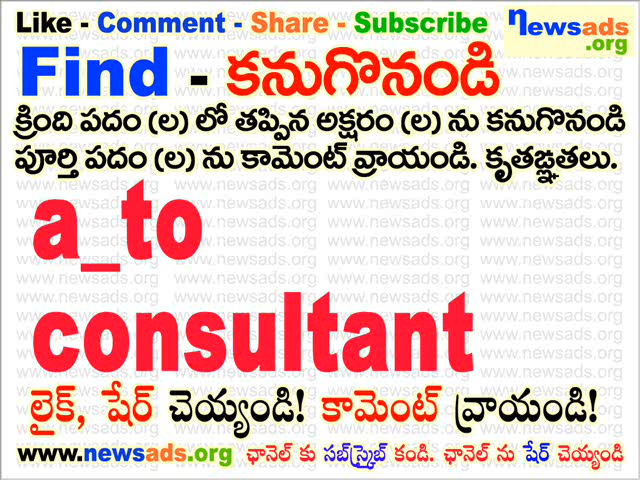 Like - Comment - Share - Subscribe
newsads
.org
Find - కనుగొనండి
క్రింది పదం (ల) లో తప్పిన అక్షరం (ల) ను కనుగొనండి
పూర్తి పదం (ల) ను కామెంట్ వ్రాయండి. కృతఙ్ఞతలు.
a_to
consultant
లైక్, షేర్ చెయ్యండి! కామెంట్ వ్రాయండి!
www.newsads.org ఛానెల్ కు సబ్‌స్క్రైబ్ కండి. ఛానెల్ ను షేర్ చెయ్యండి